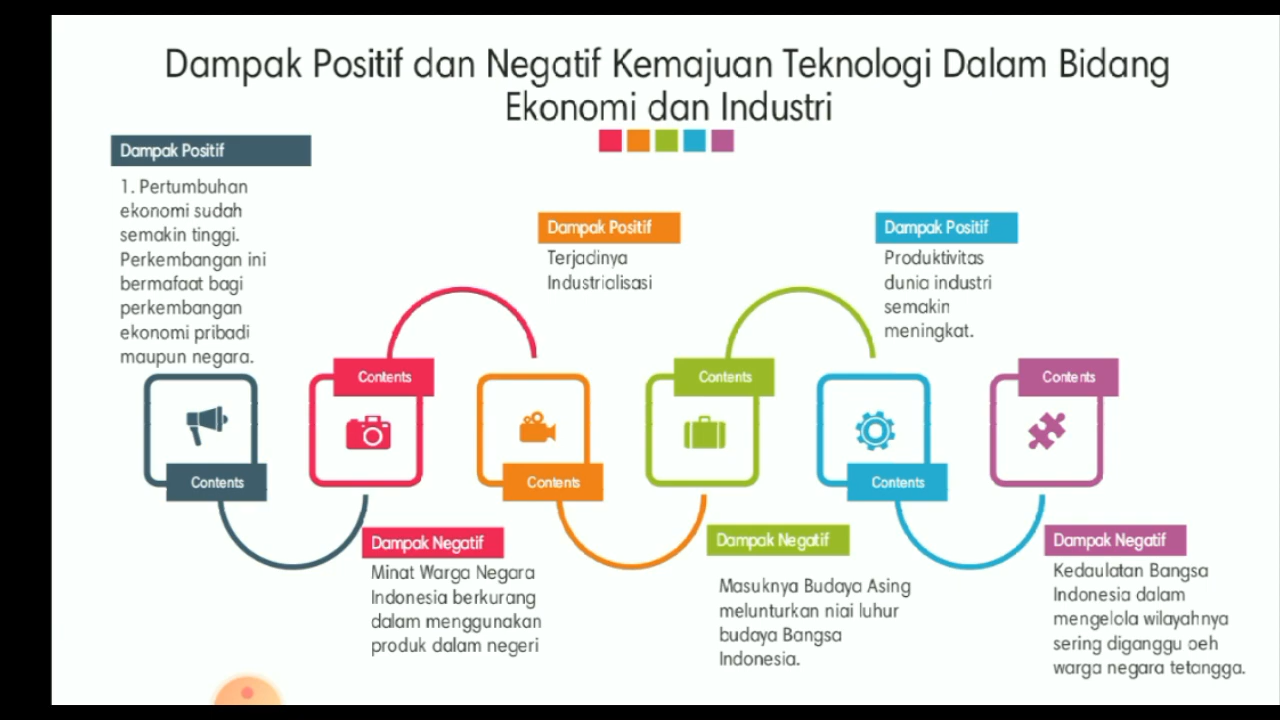 Dampak Positif dan Negatif Kemajuan Teknologi Dalam Bidang
Ekonomi dan Industri
Dampak Positif
1. Pertumbuhan
ekonomi sudah
semakin tinggi.
Perkembangan ini
bermafaat bagi
perkembangan
ekonomi pribadi
maupun negara.
Contents
Contents
Dampak Negatif
Minat Warga Negara
Indonesia berkurang
dalam menggunakan
produk dalam negeri
Dampak Positif
Terjadinya
Industrialisasi
Contents
Contents
Dampak Negatif
Masuknya Budaya Asing
melunturkan niai luhur
budaya Bangsa
Indonesia.
Dampak Positif
Produktivitas
dunia industri
semakin
meningkat.
Contents
Contents
Dampak Negatif
Kedaulatan Bangsa
Indonesia dalam
mengelola wilayahnya
sering diganggu oeh
warga negara tetangga.